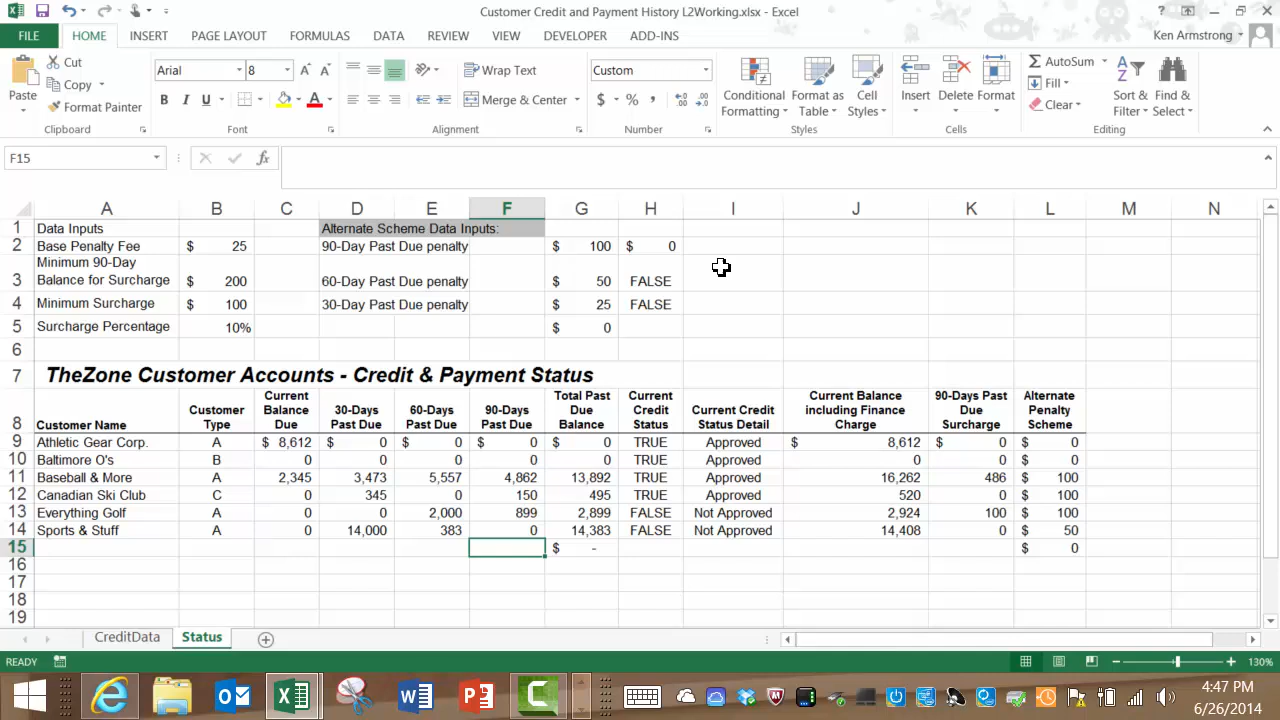 Customer Credit and Payment History L2Working.xlsx - Excel
FILE HOME INSERT PAGE LAYOUT FORMULAS DATA REVIEW VIEW DEVELOPER ADD-INS Ken Armstrong
Paste Cut Copy Format Painter Clipboard
Arial 8 A A B I U A Font
Wrap Text Merge & Center Alignment
Custom $ % , Number
Conditional Formatting Format as Table Cell Styles Styles
Insert Delete Format Cells
AutoSum Fill Clear Sort & Filter Find & Select Editing
F15 fx
A B C D E F G H I J K L M N
1 Data Inputs Alternate Scheme Data Inputs:
2 Base Penalty Fee $ 25 90-Day Past Due penalty $ 100 $ 0
3 Minimum 90-Day Balance for Surcharge $ 200 60-Day Past Due penalty $ 50 FALSE
4 Minimum Surcharge $ 100 30-Day Past Due penalty $ 25 FALSE
5 Surcharge Percentage 10% $ 0
6
7 TheZone Customer Accounts - Credit & Payment Status
8 Customer Name Customer Type Current Balance Due 30-Days Past Due 60-Days Past Due 90-Days Past Due Total Past Due Balance Current Credit Status Current Credit Status Detail Current Balance including Finance Charge 90-Days Past Due Surcharge Alternate Penalty Scheme
9 Athletic Gear Corp. A $ 8,612 $ 0 $ 0 $ 0 $ 0 TRUE Approved $ 8,612 $ 0 $ 0
10 Baltimore O's B 0 0 0 0 0 TRUE Approved 0 0 $ 0
11 Baseball & More A 2,345 3,473 5,557 4,862 13,892 TRUE Approved 16,262 486 $ 100
12 Canadian Ski Club C 0 345 0 150 495 TRUE Approved 520 0 $ 100
13 Everything Golf A 0 0 2,000 899 2,899 FALSE Not Approved 2,924 100 $ 100
14 Sports & Stuff A 0 14,000 383 0 14,383 FALSE Not Approved 14,408 0 $ 50
15 $ - $ 0
16
17
18
19
CreditData Status
READY 130%
4:47 PM
6/26/2014